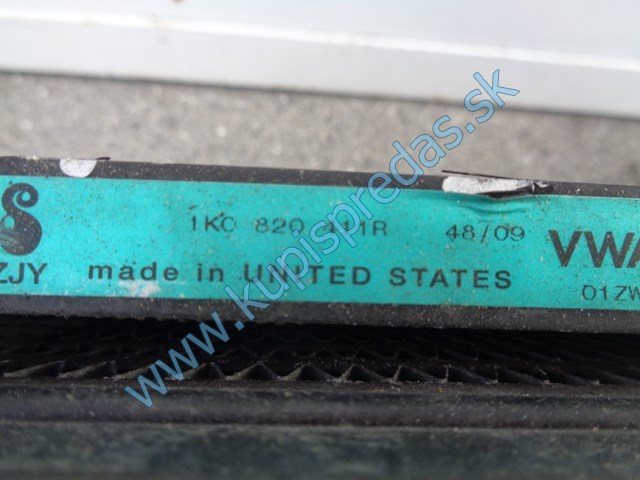 1K0 820 411R 48/09 VWA
ZJY made in UNITED STATES 01ZW
www.kupispredas.sk